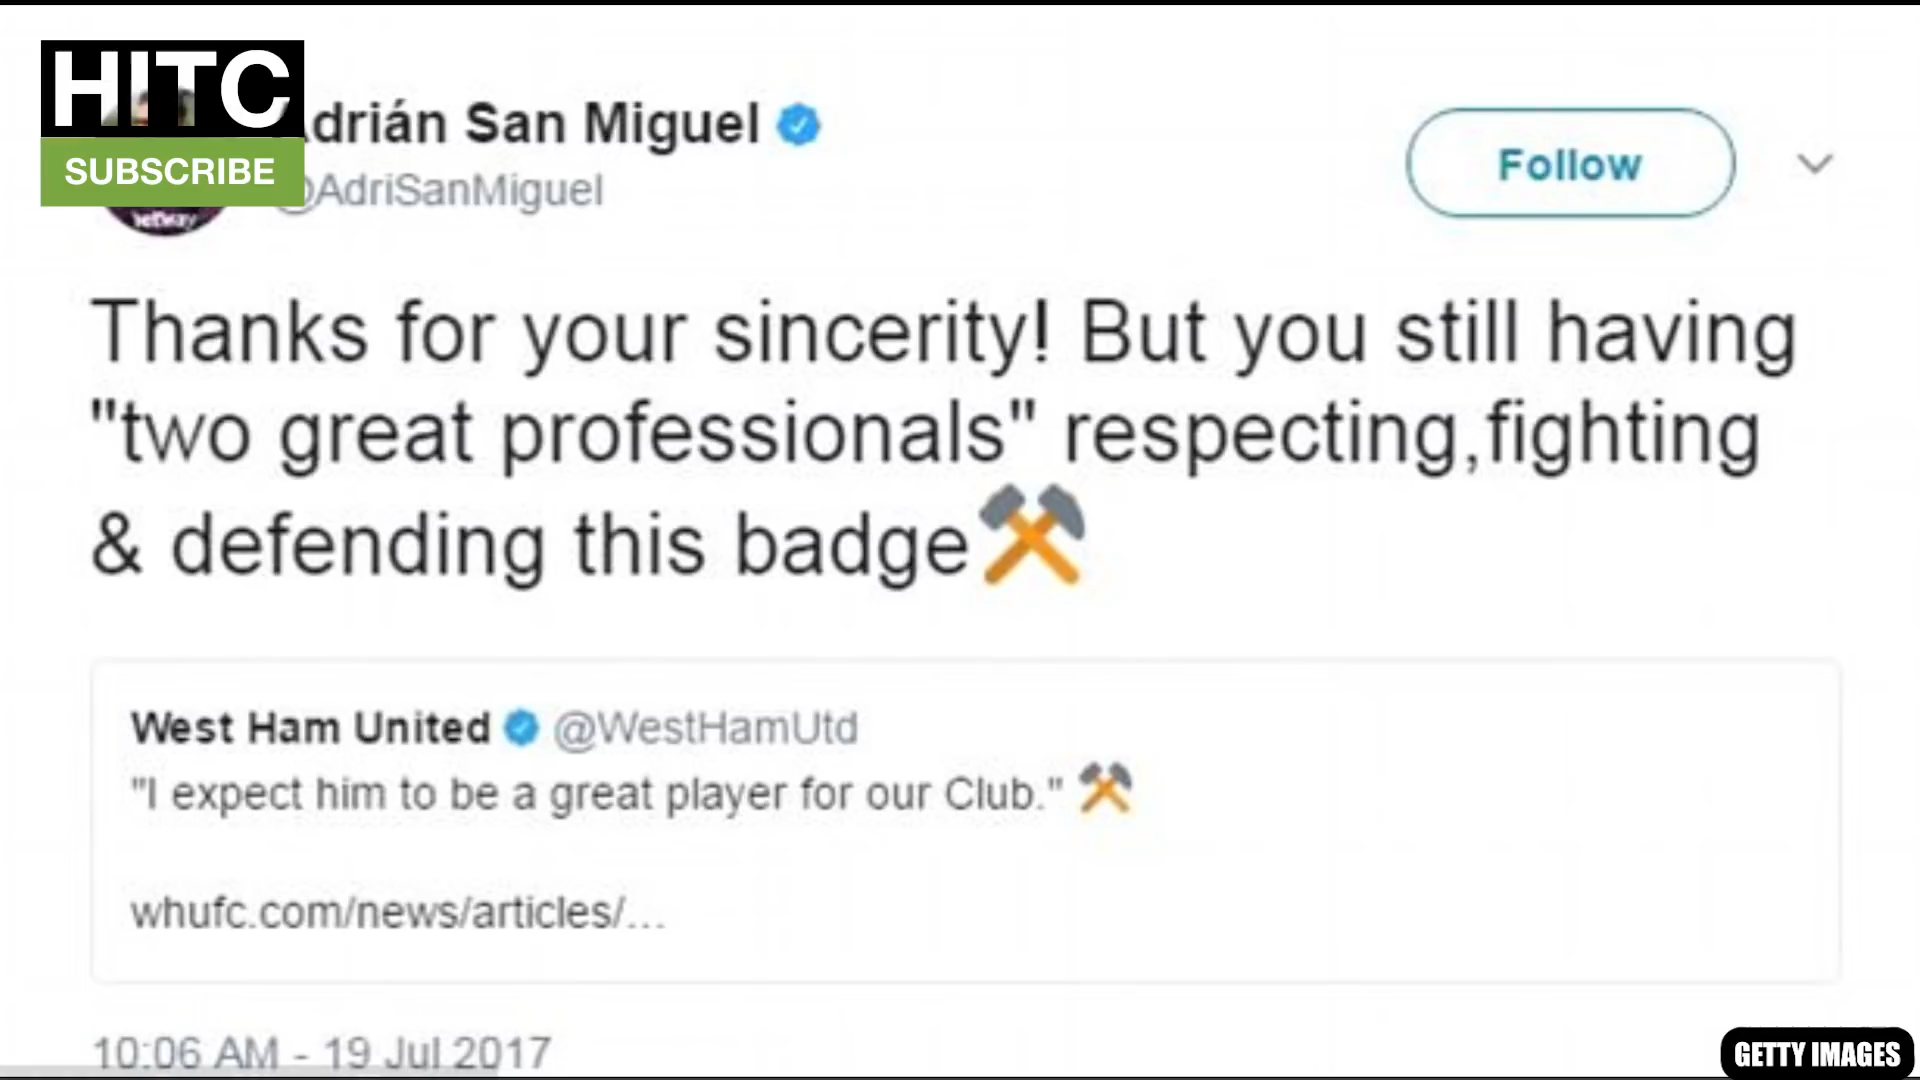 HITC
SUBSCRIBE
drián San Miguel
@AdriSanMiguel
Follow
Thanks for your sincerity! But you still having
"two great professionals" respecting,fighting
& defending this badge⚒
betway
West Ham United @WestHamUtd
"I expect him to be a great player for our Club." ⚒
whufc.com/news/articles/...
10:06 AM - 19 Jul 2017
GETTY IMAGES